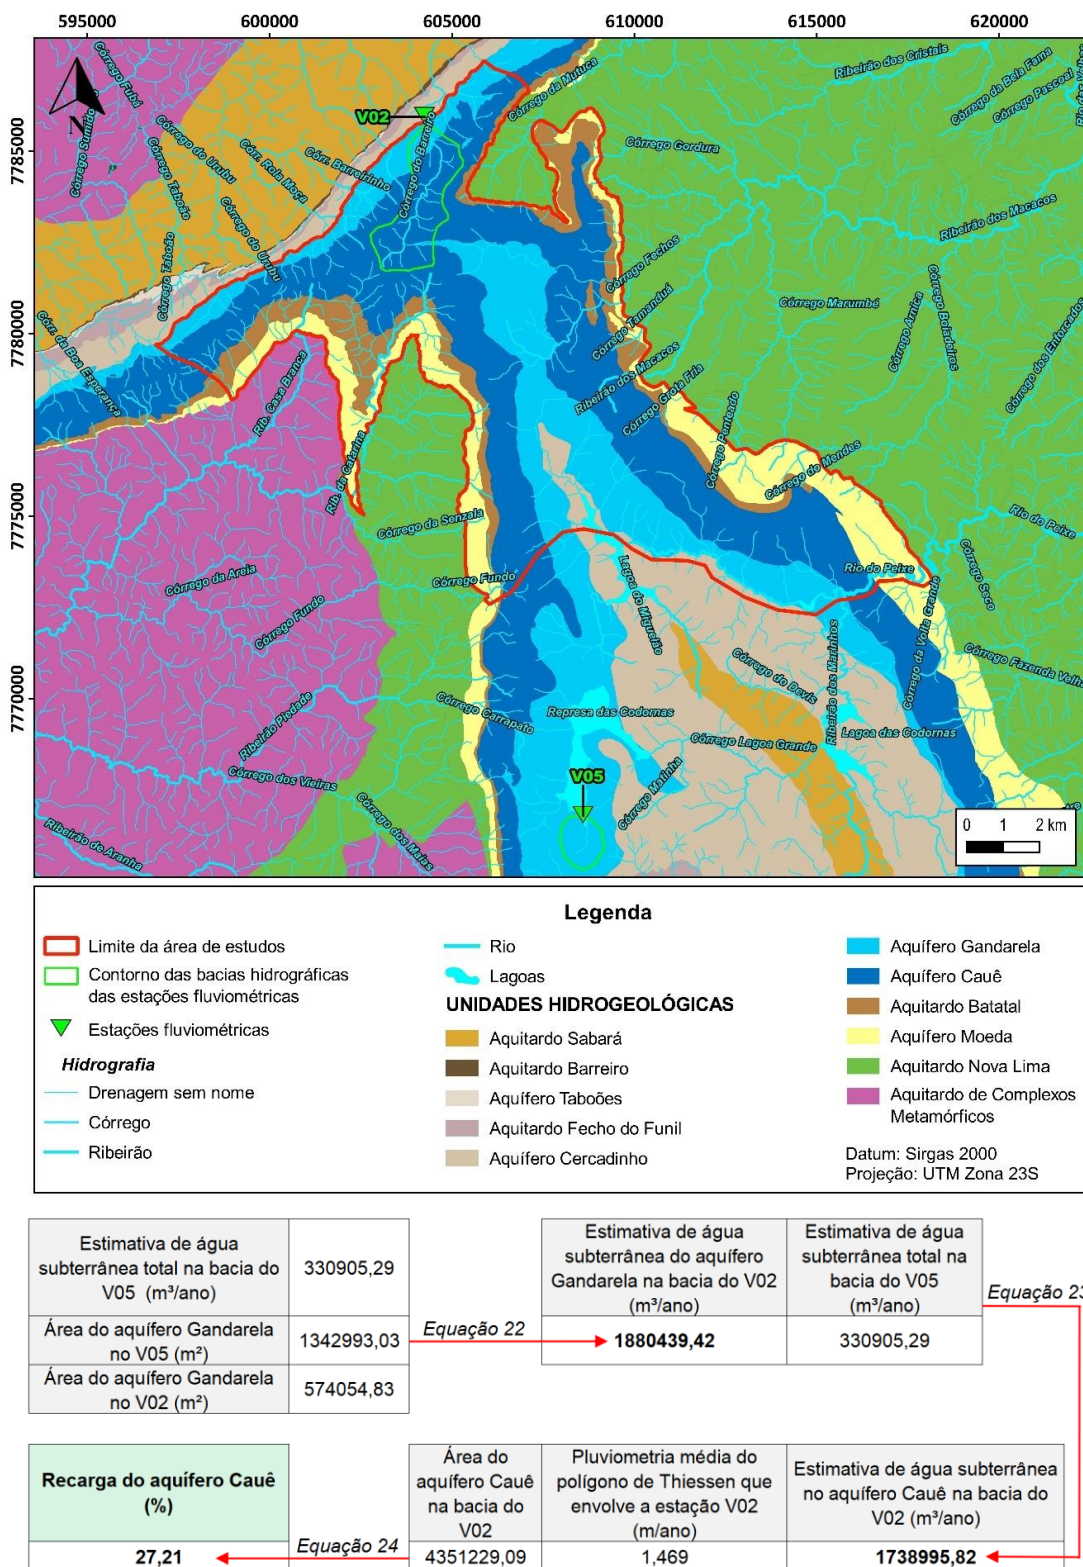 595000 600000 605000 610000 615000 620000
7785000
7780000
7775000
7770000
N
V02
V05
Córrego Fubá
Córrego Sumido
Córrego Taboão
Córrego do Urubu
Córr. Rola Moça
Córr. Barreirinho
Córrego do Barreiro
Córrego da Mutuca
Ribeirão dos Cristais
Córrego da Bela Fama
Córrego Pascoal
Córrego Gordura
Ribeirão dos Macacos
Córrego Taboão
Córrego do Urubu
Córrego Fechos
Córrego Tamanduá
Córrego Marumbé
Córrego Arnica
Córrego Boiadeiros
Córrego dos Enforcados
Córr. da Boa Esperança
Rib. Casa Branca
Rib. da Catarina
Ribeirão dos Macacos
Córrego Grota Fria
Córrego Penteado
Córrego do Mendes
Córrego da Senzala
Rio do Peixe
Córrego da Areia
Córrego Fundo
Córrego Fundo
Lagoa do Miguelão
Rio do Peixe
Córrego Seco
Córrego da Volta Grande
Córrego Fazenda Velha
Ribeirão Piedade
Córrego Carrapato
Represa das Codornas
Córrego do Devis
Ribeirão dos Marinhos
Lagoa das Codornas
Córrego Lagoa Grande
Córrego dos Vieiras
Córrego Matinha
Córrego dos Maias
Ribeirão de Aranha
0 1 2 km
Legenda
Limite da área de estudos
Contorno das bacias hidrográficas
das estações fluviométricas
Estações fluviométricas
Hidrografia
Drenagem sem nome
Córrego
Ribeirão
Rio
Lagoas
UNIDADES HIDROGEOLÓGICAS
Aquitardo Sabará
Aquitardo Barreiro
Aquífero Taboões
Aquitardo Fecho do Funil
Aquífero Cercadinho
Aquífero Gandarela
Aquífero Cauê
Aquitardo Batatal
Aquífero Moeda
Aquitardo Nova Lima
Aquitardo de Complexos
Metamórficos
Datum: Sirgas 2000
Projeção: UTM Zona 23S
Estimativa de água
subterrânea total na bacia do
V05 (m³/ano)
330905,29
Área do aquífero Gandarela
no V05 (m²)
1342993,03
Área do aquífero Gandarela
no V02 (m²)
574054,83
Equação 22
Estimativa de água
subterrânea do aquífero
Gandarela na bacia do V02
(m³/ano)
1880439,42
Estimativa de água
subterrânea total na
bacia do V05
(m³/ano)
330905,29
Equação 23
Recarga do aquífero Cauê
(%)
27,21
Equação 24
Área do
aquífero Cauê
na bacia do
V02
4351229,09
Pluviometria média do
polígono de Thiessen que
envolve a estação V02
(m/ano)
1,469
Estimativa de água subterrânea
no aquífero Cauê na bacia do
V02 (m³/ano)
1738995,82